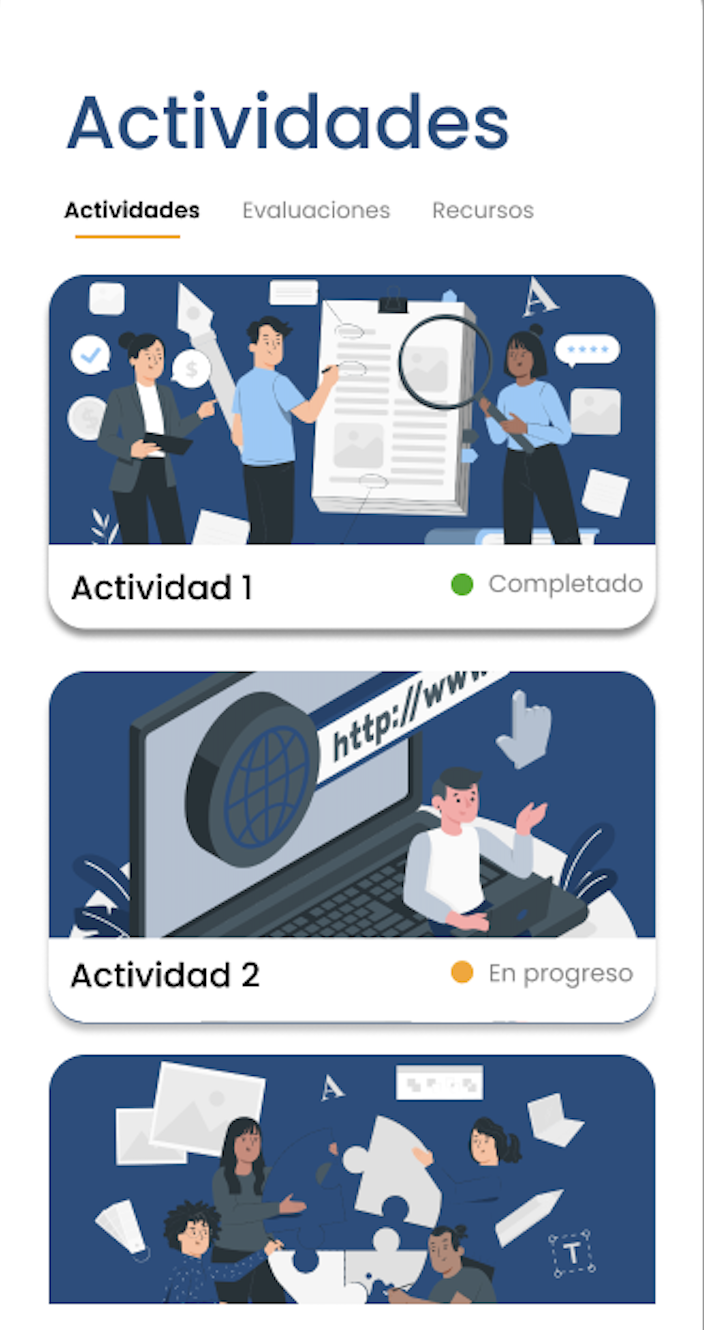 Actividades
Actividades Evaluaciones Recursos
A
$
$
****
Actividad 1 Completado
http://www.
Actividad 2 En progreso
A
T